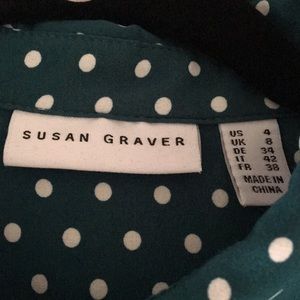 SUSAN GRAVER
US 4
UK 8
DE 34
IT 42
FR 38
MADE IN
CHINA